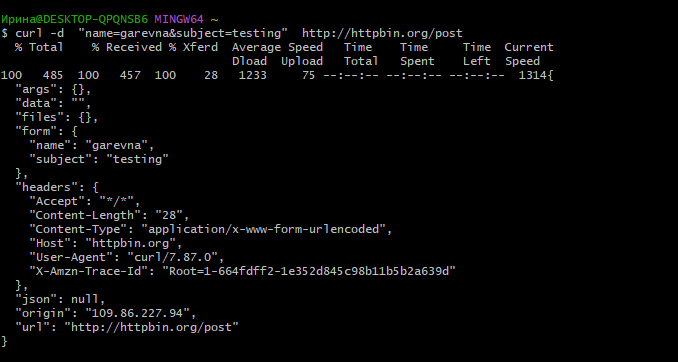 Ирина@DESKTOP-QPQNSB6 MINGW64 ~
$ curl -d  "name=garevna&subject=testing"  http://httpbin.org/post
  % Total    % Received % Xferd  Average Speed   Time    Time     Time  Current
                                 Dload  Upload   Total   Spent    Left  Speed
100   485  100   457  100    28   1233     75 --:--:-- --:--:-- --:--:--  1314{
  "args": {},
  "data": "",
  "files": {},
  "form": {
    "name": "garevna",
    "subject": "testing"
  },
  "headers": {
    "Accept": "*/*",
    "Content-Length": "28",
    "Content-Type": "application/x-www-form-urlencoded",
    "Host": "httpbin.org",
    "User-Agent": "curl/7.87.0",
    "X-Amzn-Trace-Id": "Root=1-664fdff2-1e352d845c98b11b5b2a639d"
  },
  "json": null,
  "origin": "109.86.227.94",
  "url": "http://httpbin.org/post"
}